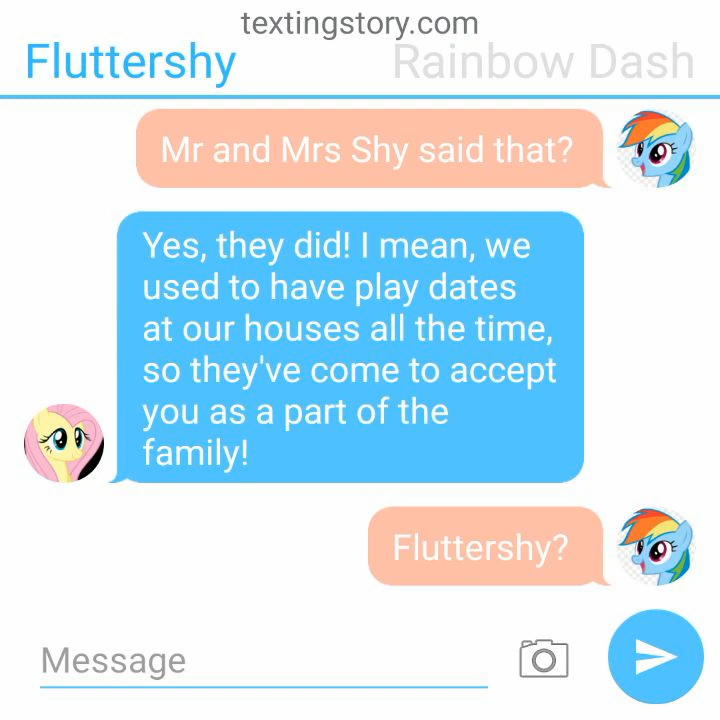 textingstory.com
Fluttershy Rainbow Dash
Mr and Mrs Shy said that?
Yes, they did! I mean, we
used to have play dates
at our houses all the time,
so they've come to accept
you as a part of the
family!
Fluttershy?
Message